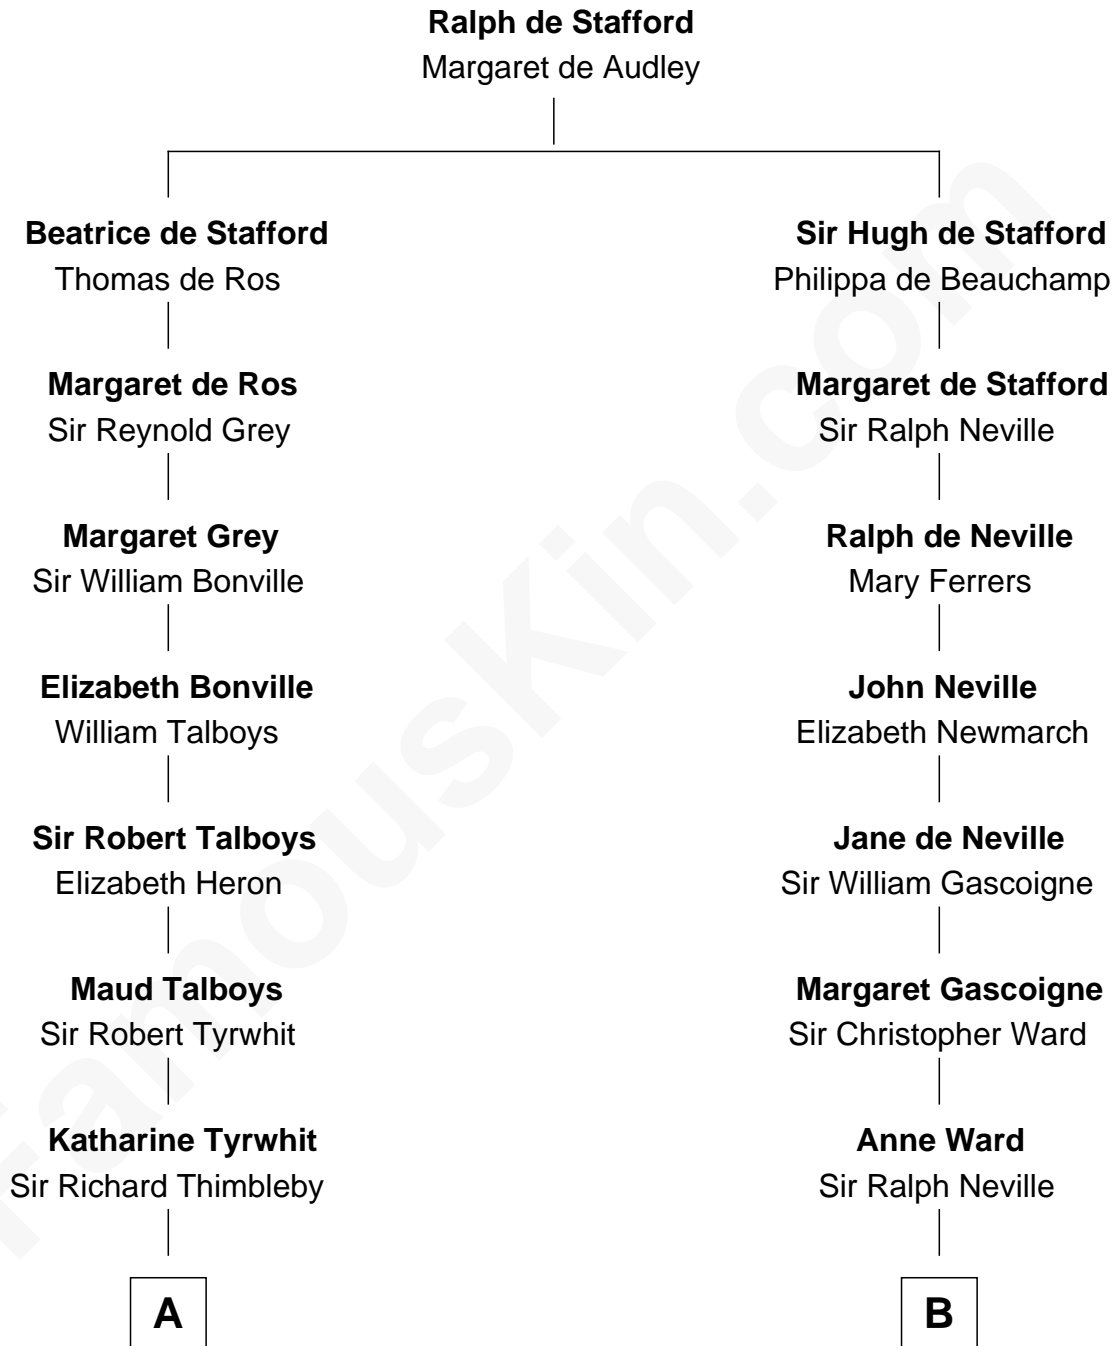 Ralph de Stafford
Margaret de Audley
Beatrice de Stafford
Thomas de Ros
Sir Hugh de Stafford
Philippa de Beauchamp
Margaret de Ros
Sir Reynold Grey
Margaret de Stafford
Sir Ralph Neville
Margaret Grey
Sir William Bonville
Ralph de Neville
Mary Ferrers
Elizabeth Bonville
William Talboys
John Neville
Elizabeth Newmarch
Sir Robert Talboys
Elizabeth Heron
Jane de Neville
Sir William Gascoigne
Maud Talboys
Sir Robert Tyrwhit
Margaret Gascoigne
Sir Christopher Ward
Katharine Tyrwhit
Sir Richard Thimbleby
Anne Ward
Sir Ralph Neville
A
B
FamousKin.com